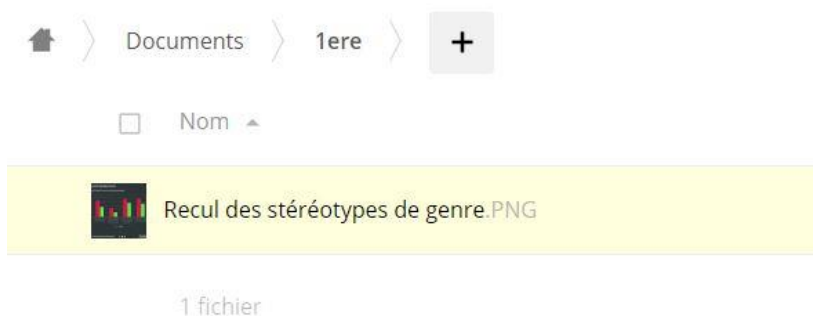 Documents 1ere +
Nom
Recul des stéréotypes de genre.PNG
1 fichier